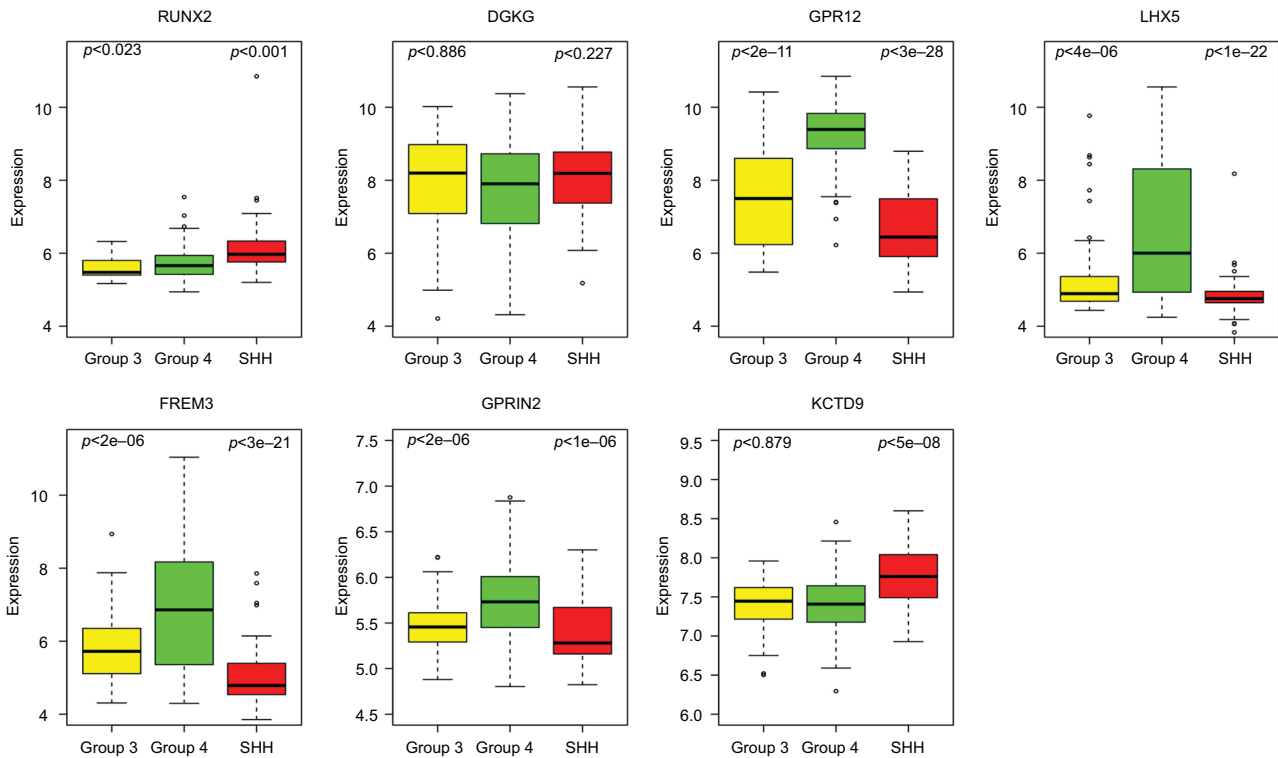 RUNX2
p<0.023 p<0.001
Expression
10
8
6
4
Group 3 Group 4 SHH
DGKG
p<0.886 p<0.227
Expression
10
8
6
4
Group 3 Group 4 SHH
GPR12
p<2e–11 p<3e–28
Expression
10
8
6
4
Group 3 Group 4 SHH
LHX5
p<4e–06 p<1e–22
Expression
10
8
6
4
Group 3 Group 4 SHH
FREM3
p<2e–06 p<3e–21
Expression
10
8
6
4
Group 3 Group 4 SHH
GPRIN2
p<2e–06 p<1e–06
Expression
7.5
7.0
6.5
6.0
5.5
5.0
4.5
Group 3 Group 4 SHH
KCTD9
p<0.879 p<5e–08
Expression
9.5
9.0
8.5
8.0
7.5
7.0
6.5
6.0
Group 3 Group 4 SHH